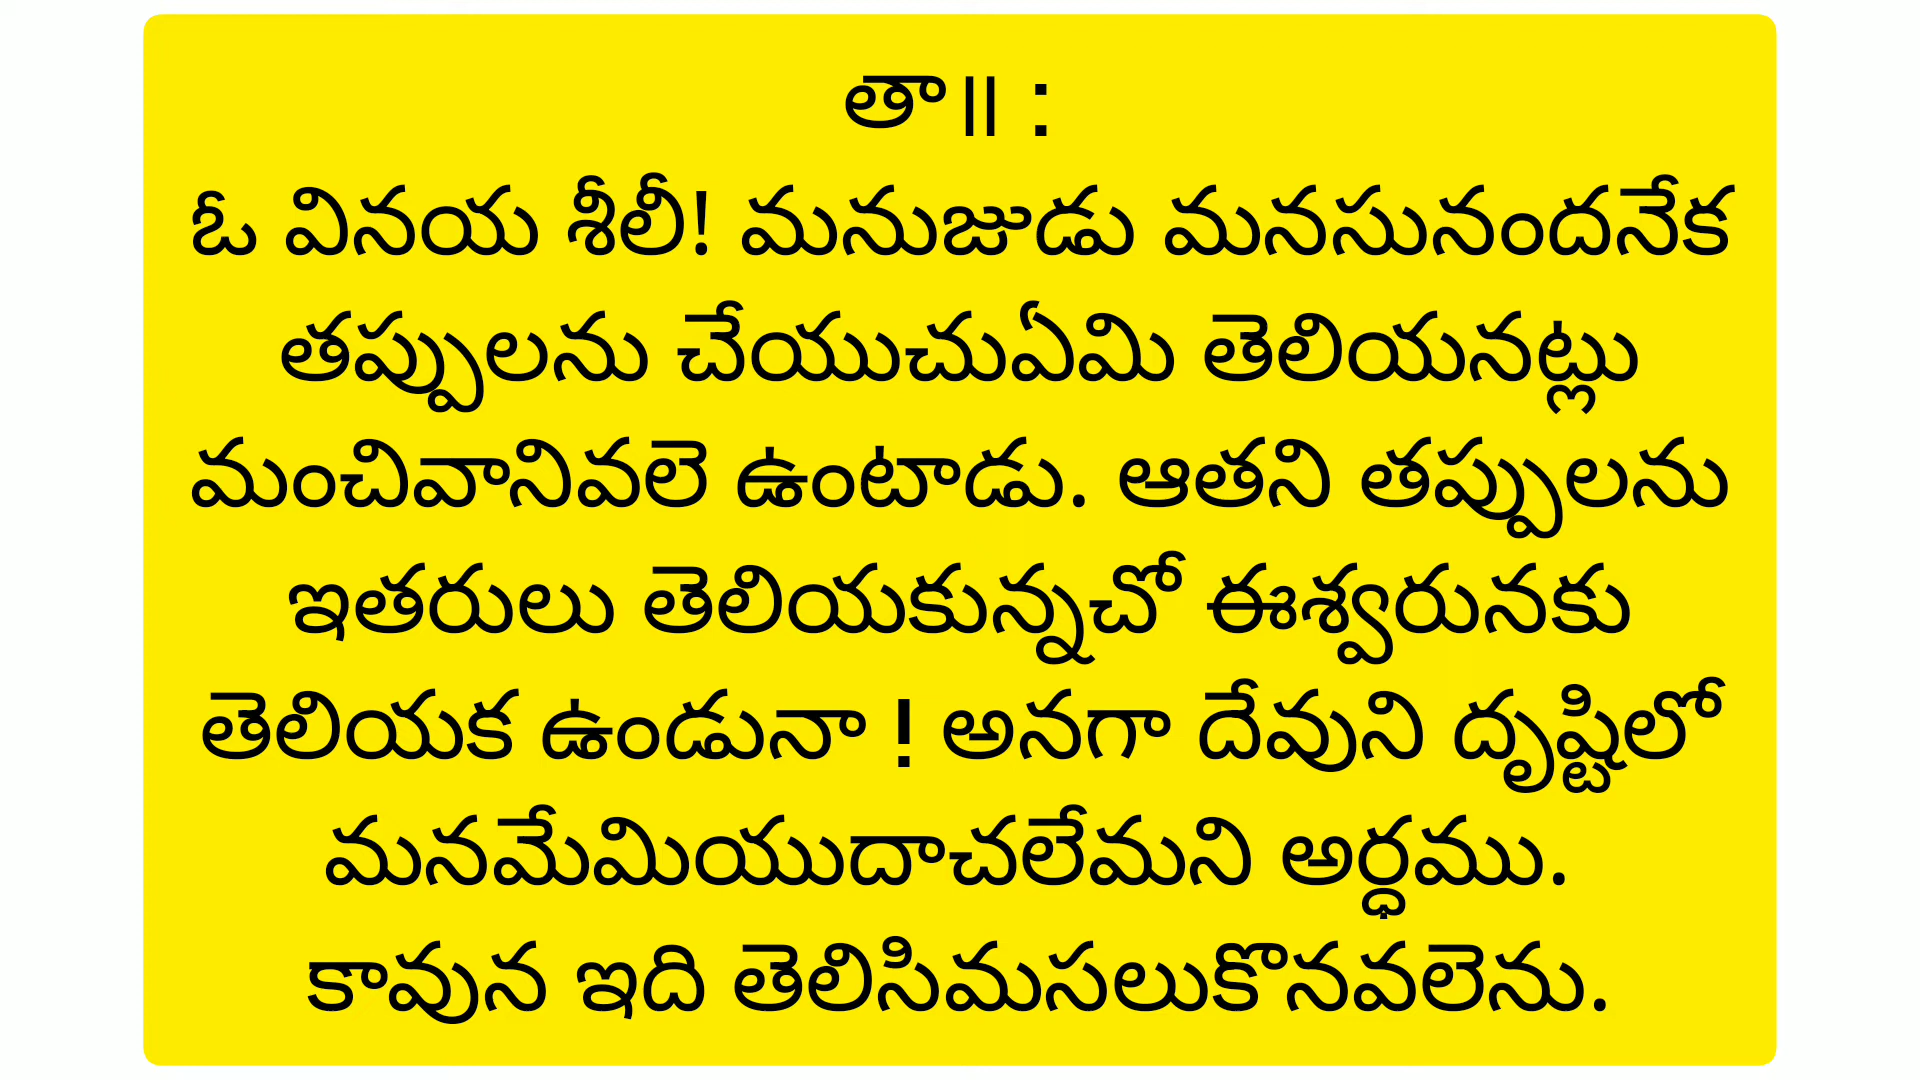 తా॥ :
ఓ వినయ శీలీ! మనుజుడు మనసునందనేక
తప్పులను చేయుచుఏమి తెలియనట్లు
మంచివానివలె ఉంటాడు. ఆతని తప్పులను
ఇతరులు తెలియకున్నచో ఈశ్వరునకు
తెలియక ఉండునా ! అనగా దేవుని దృష్టిలో
మనమేమియుదాచలేమని అర్ధము.
కావున ఇది తెలిసిమసలుకొనవలెను.